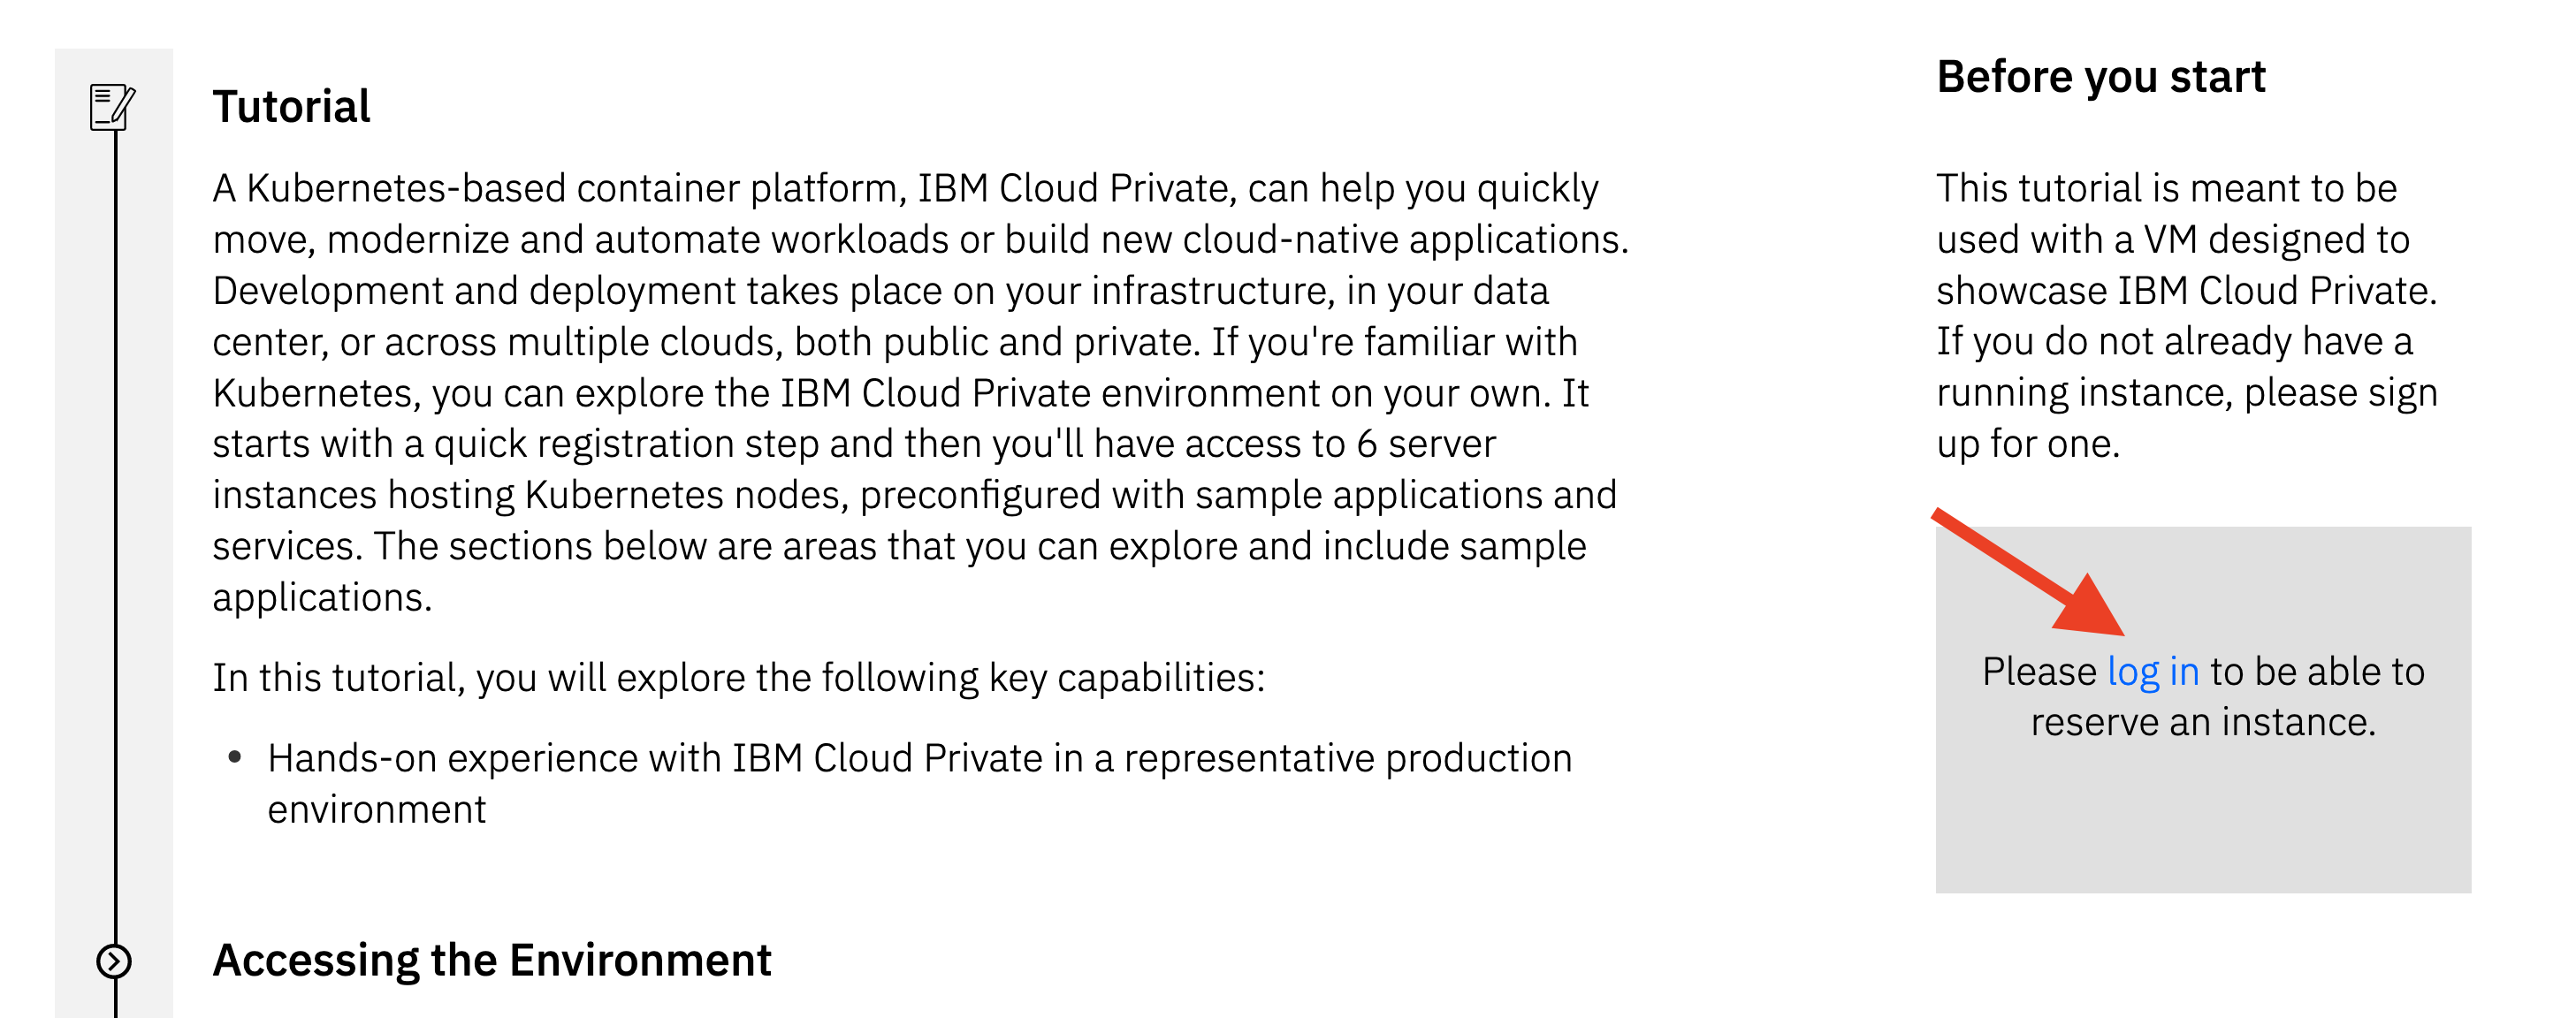 Tutorial
A Kubernetes-based container platform, IBM Cloud Private, can help you quickly
move, modernize and automate workloads or build new cloud-native applications.
Development and deployment takes place on your infrastructure, in your data
center, or across multiple clouds, both public and private. If you're familiar with
Kubernetes, you can explore the IBM Cloud Private environment on your own. It
starts with a quick registration step and then you'll have access to 6 server
instances hosting Kubernetes nodes, preconfigured with sample applications and
services. The sections below are areas that you can explore and include sample
applications.
In this tutorial, you will explore the following key capabilities:
• Hands-on experience with IBM Cloud Private in a representative production
environment
Accessing the Environment
Before you start
This tutorial is meant to be
used with a VM designed to
showcase IBM Cloud Private.
If you do not already have a
running instance, please sign
up for one.
Please log in to be able to
reserve an instance.